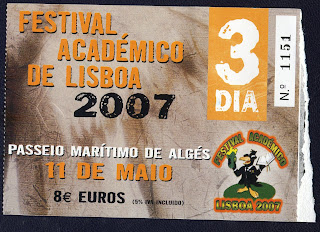 FESTIVAL
ACADÉMICO
DE LISBOA
2007
PASSEIO MARÍTIMO DE ALGÉS
11 DE MAIO
8€ EUROS (5% IVA INCLUIDO)
3
DIA
N.º 1151
FESTIVAL ACADÉMICO
LISBOA 2007